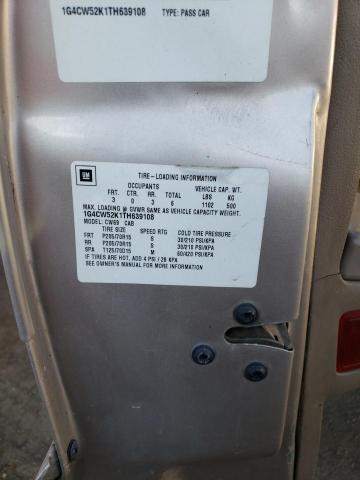 1G4CW52K1TH639108 TYPE: PASS CAR
GM
TIRE-LOADING INFORMATION
OCCUPANTS VEHICLE CAP. WT.
FRT. CTR. RR. TOTAL LBS KG
3 0 3 6 1102 500
MAX. LOADING @ GVWR SAME AS VEHICLE CAPACITY WEIGHT.
1G4CW52K1TH639108
MODEL: CW69 CAB
TIRE SIZE SPEED RTG COLD TIRE PRESSURE
FRT P205/70R15 S 30/210 PSI/KPA
RR P205/70R15 S 30/210 PSI/KPA
SPA T125/70D15 M 60/420 PSI/KPA
IF TIRES ARE HOT, ADD 4 PSI / 28 KPA
SEE OWNER'S MANUAL FOR MORE INFORMATION